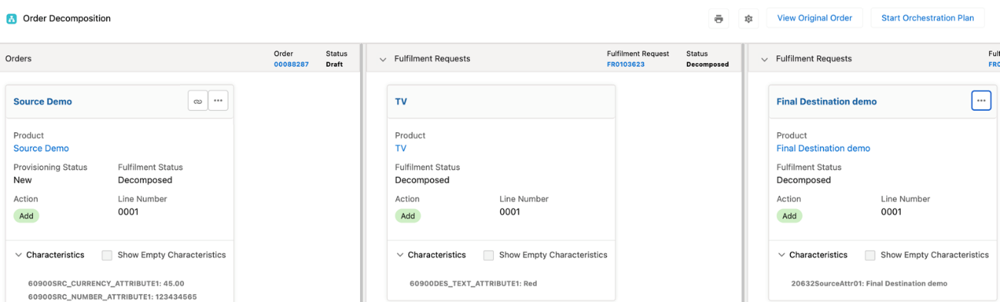 Order Decomposition
View Original Order
Start Orchestration Plan
Orders
Order
00088287
Status
Draft
Fulfilment Requests
Fulfilment Request
FR0103623
Status
Decomposed
Fulfilment Requests
Source Demo
Product
Source Demo
Provisioning Status
New
Fulfilment Status
Decomposed
Action
Add
Line Number
0001
Characteristics
Show Empty Characteristics
60900SRC_CURRENCY_ATTRIBUTE1: 45.00
60900SRC_NUMBER_ATTRIBUTE1: 123434565
TV
Product
TV
Fulfilment Status
Decomposed
Action
Add
Line Number
0001
Characteristics
Show Empty Characteristics
60900DES_TEXT_ATTRIBUTE1: Red
Final Destination demo
Product
Final Destination demo
Fulfilment Status
Decomposed
Action
Add
Line Number
0001
Characteristics
Show Empty Characteristics
20632SourceAttr01: Final Destination demo